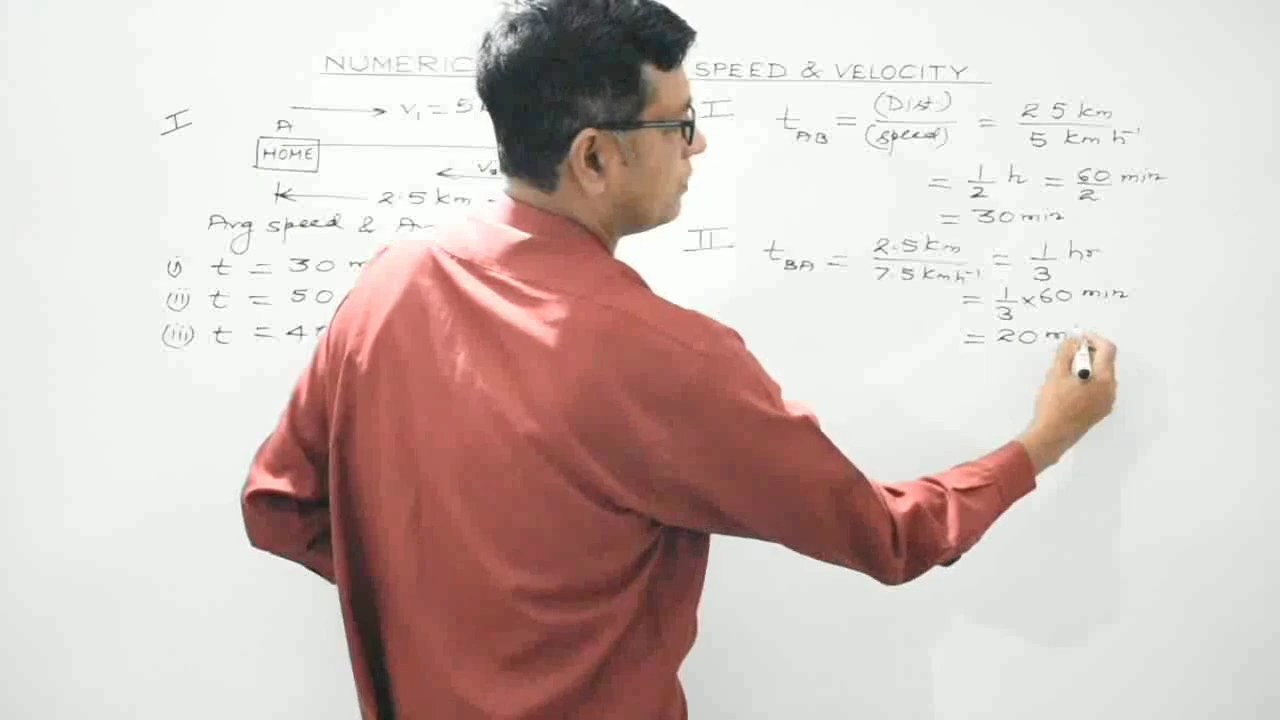 NUMERIC SPEED & VELOCITY
I
A
V₁ = 5
HOME
2.5 km
Avg speed &
(i) t = 30
(ii) t = 50
(iii) t = 4
I t_AB = (Dist.) / (speed) = 2 5 km / 5 kmh⁻¹
= 1/2 h = 60/2 min
= 30 min
II t_BA = 2.5 km / 7.5 kmh⁻¹ = 1/3 hr
= 1/3 × 60 min
= 20 m